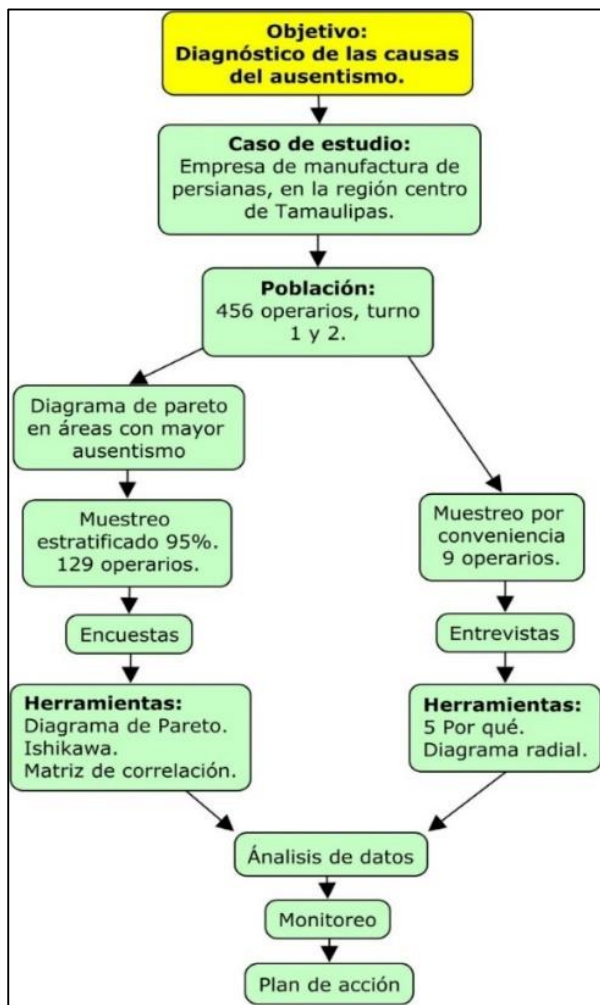 Objetivo:
Diagnóstico de las causas
del ausentismo.
Caso de estudio:
Empresa de manufactura de
persianas, en la región centro
de Tamaulipas.
Población:
456 operarios, turno
1 y 2.
Diagrama de pareto
en áreas con mayor
ausentismo
Muestreo
estratificado 95%.
129 operarios.
Encuestas
Herramientas:
Diagrama de Pareto.
Ishikawa.
Matriz de correlación.
Muestreo por
conveniencia
9 operarios.
Entrevistas
Herramientas:
5 Por qué.
Diagrama radial.
Ánalisis de datos
Monitoreo
Plan de acción